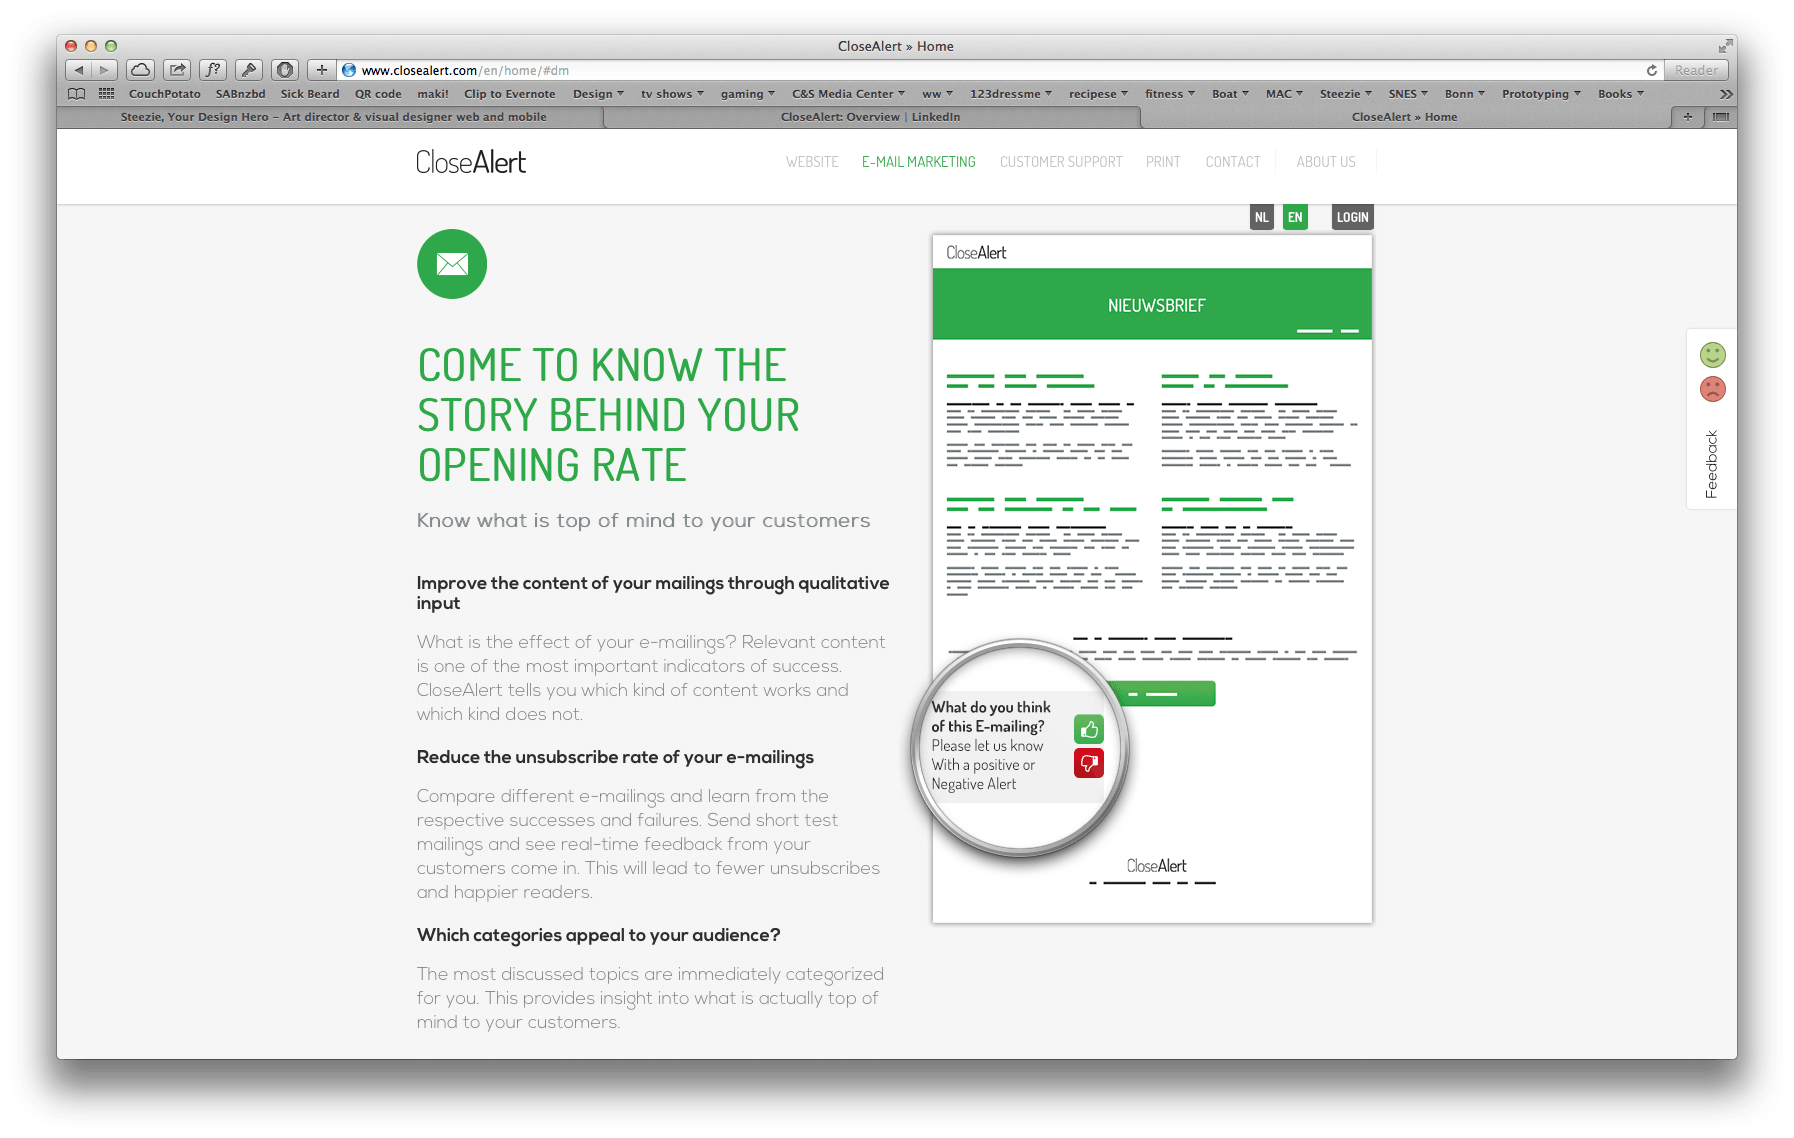 CloseAlert » Home
www.closealert.com/en/home/#dm
Reader
CouchPotato SABnzbd Sick Beard QR code maki! Clip to Evernote Design tv shows gaming C&S Media Center ww 123dressme recipese fitness Boat MAC Steezie SNES Bonn Prototyping Books
Steezie, Your Design Hero – Art director & visual designer web and mobile
CloseAlert: Overview | LinkedIn
CloseAlert » Home
CloseAlert
WEBSITE E-MAIL MARKETING CUSTOMER SUPPORT PRINT CONTACT ABOUT US
NL EN LOGIN
COME TO KNOW THE
STORY BEHIND YOUR
OPENING RATE
Know what is top of mind to your customers
Improve the content of your mailings through qualitative
input
What is the effect of your e-mailings? Relevant content
is one of the most important indicators of success.
CloseAlert tells you which kind of content works and
which kind does not.
Reduce the unsubscribe rate of your e-mailings
Compare different e-mailings and learn from the
respective successes and failures. Send short test
mailings and see real-time feedback from your
customers come in. This will lead to fewer unsubscribes
and happier readers.
Which categories appeal to your audience?
The most discussed topics are immediately categorized
for you. This provides insight into what is actually top of
mind to your customers.
CloseAlert
NIEUWSBRIEF
What do you think
of this E-mailing?
Please let us know
With a positive or
Negative Alert
CloseAlert
Feedback